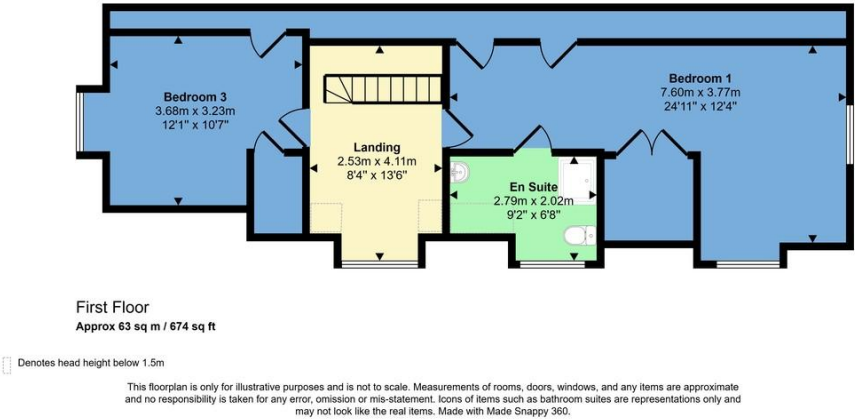 Bedroom 3
3.68m x 3.23m
12'1" x 10'7"
Landing
2.53m x 4.11m
8'4" x 13'6"
Bedroom 1
7.60m x 3.77m
24'11" x 12'4"
En Suite
2.79m x 2.02m
9'2" x 6'8"
First Floor
Approx 63 sq m / 674 sq ft
Denotes head height below 1.5m
This floorplan is only for illustrative purposes and is not to scale. Measurements of rooms, doors, windows, and any items are approximate
and no responsibility is taken for any error, omission or mis-statement. Icons of items such as bathroom suites are representations only and
may not look like the real items. Made with Made Snappy 360.